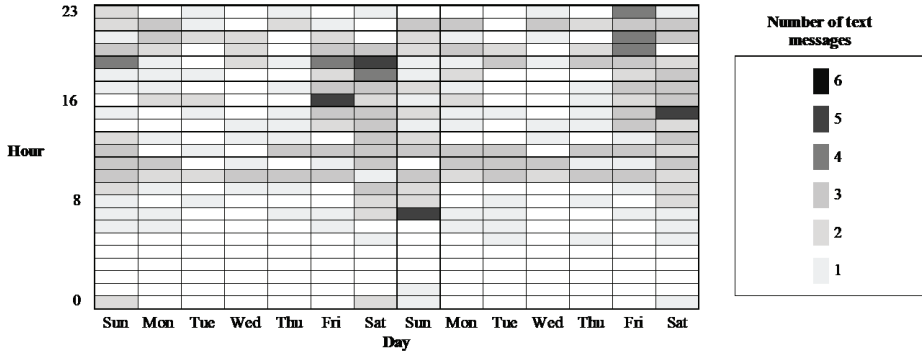 23
16
Hour
8
0
Sun Mon Tue Wed Thu Fri Sat Sun Mon Tue Wed Thu Fri Sat
Day
Number of text
messages
6
5
4
3
2
1